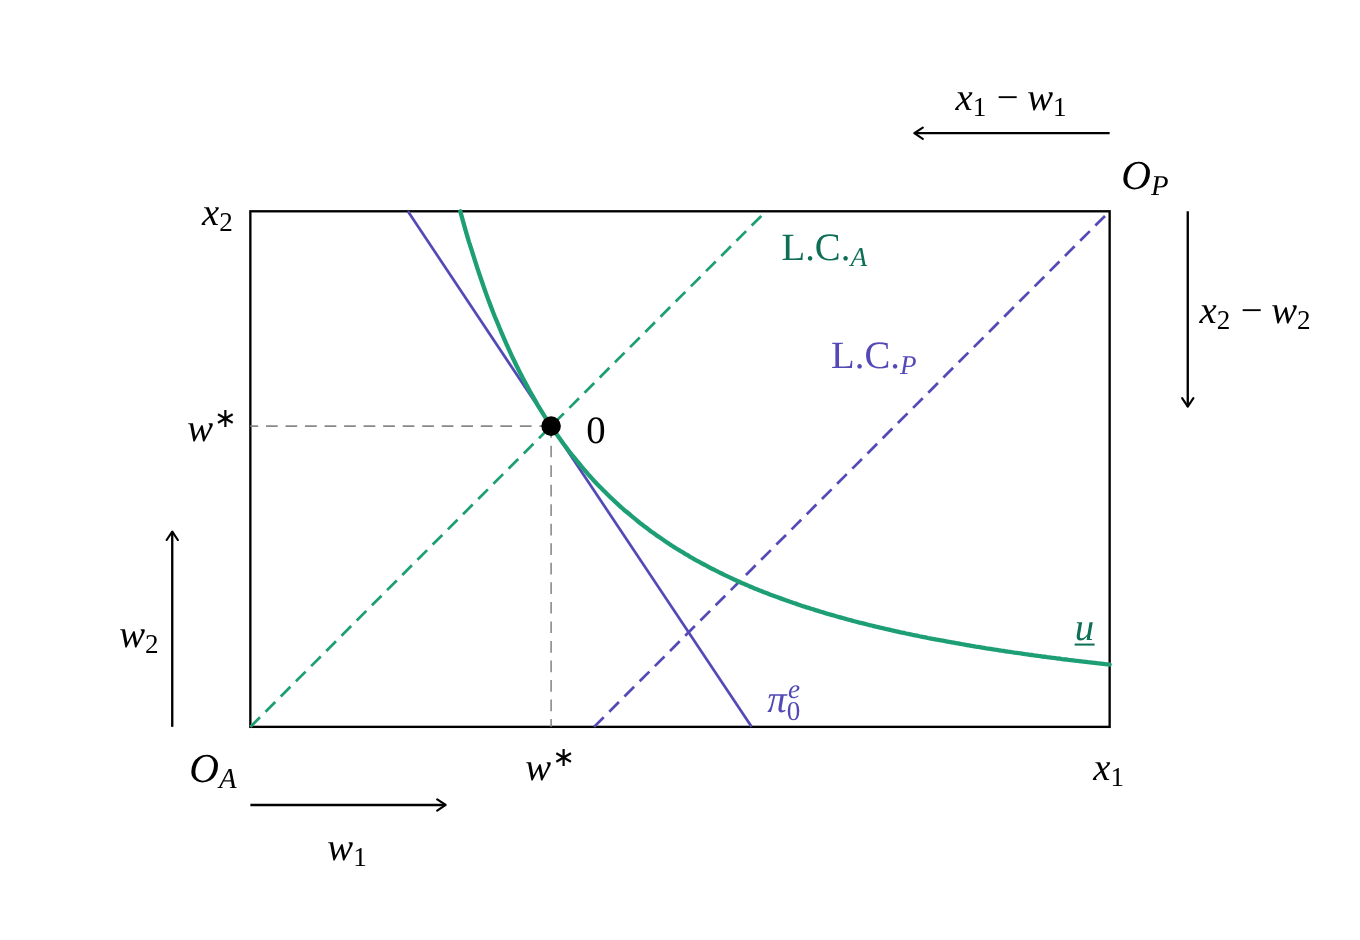 x₁ − w₁
O_P
x₂
L.C._A
x₂ − w₂
L.C._P
w*
0
w₂
u̲
π₀ᵉ
O_A
w*
x₁
w₁